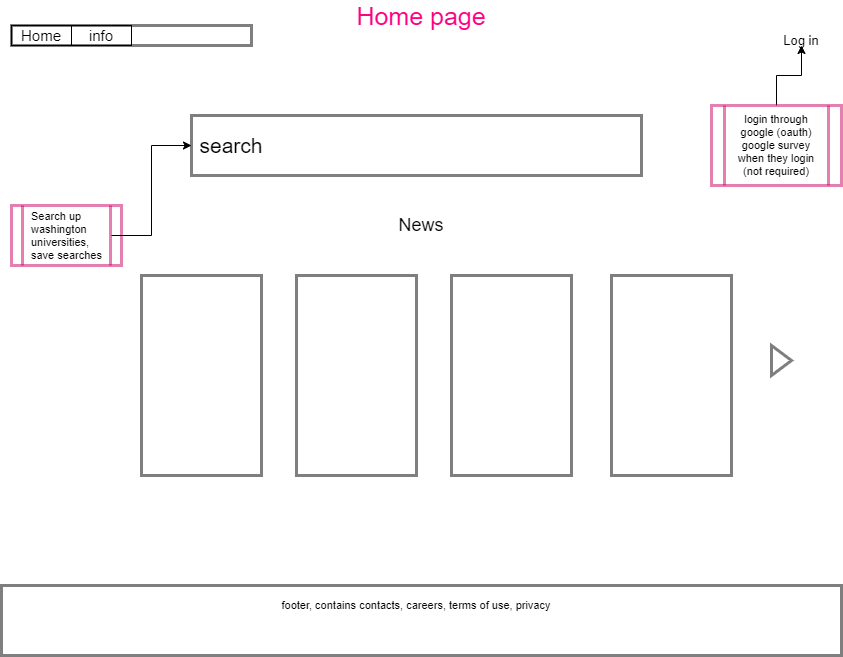 Home page
Home
info
Log in
login through
google (oauth)
google survey
when they login
(not required)
search
Search up
washington
universities,
save searches
News
footer, contains contacts, careers, terms of use, privacy